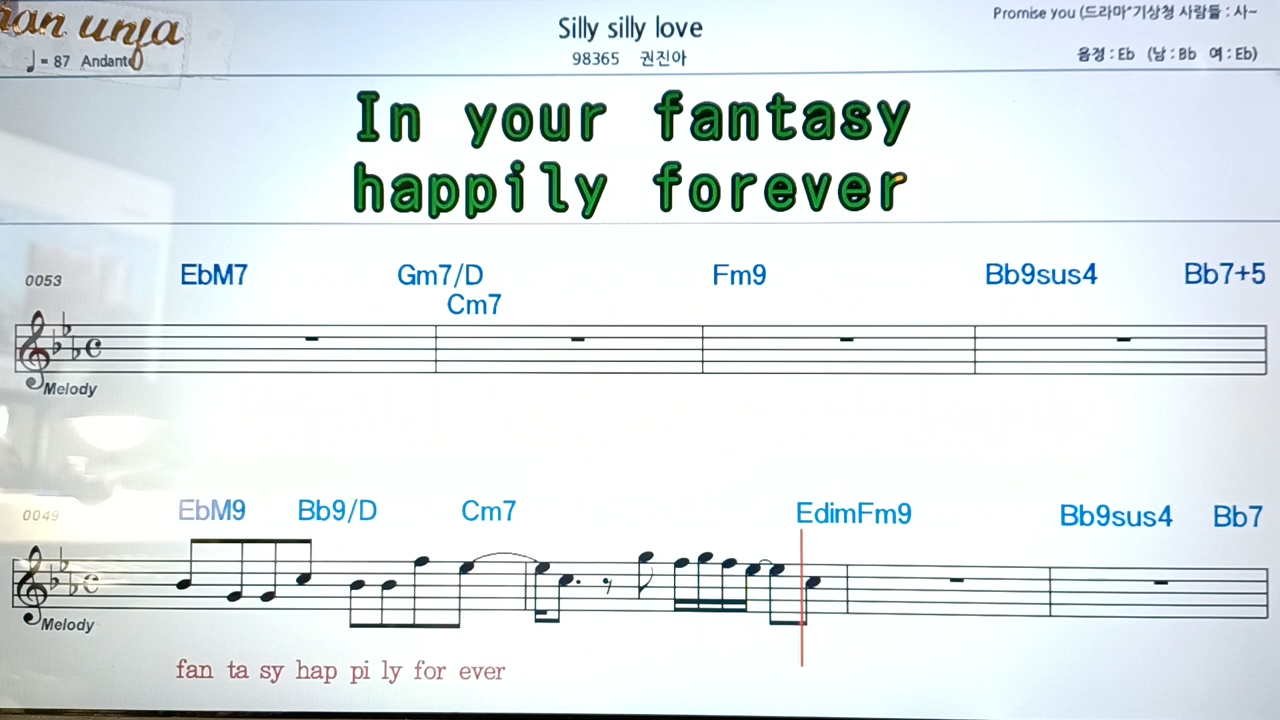 Silly silly love
Promise you (드라마"기상청 사람들 : 사~
♩ = 87 Andante
98365 권진아
음정 : Eb (남 : Bb 여 : Eb)
In your fantasy
happily forever
0053
EbM7 Gm7/D Fm9 Bb9sus4 Bb7+5
Cm7
Melody
0049
EbM9 Bb9/D Cm7 EdimFm9 Bb9sus4 Bb7
Melody
fan ta sy hap pi ly for ever